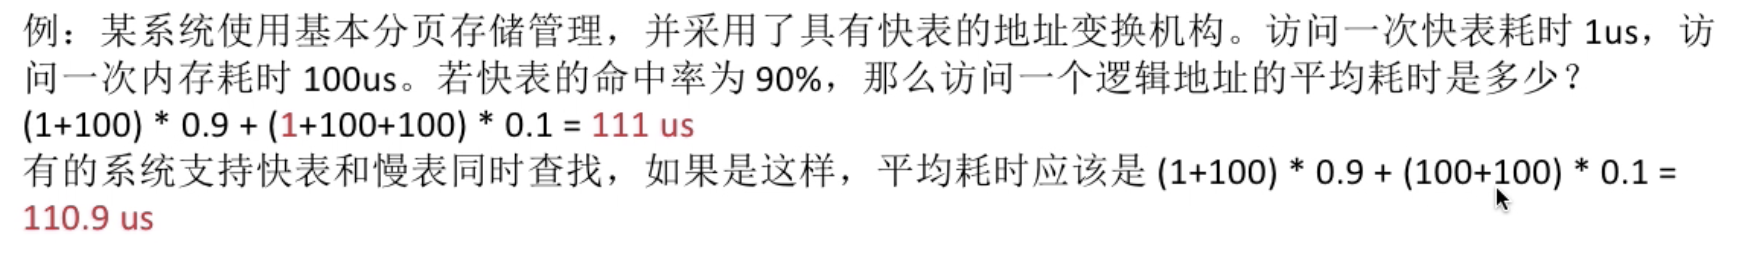 例：某系统使用基本分页存储管理，并采用了具有快表的地址变换机构。访问一次快表耗时 1us，访
问一次内存耗时 100us。若快表的命中率为 90%，那么访问一个逻辑地址的平均耗时是多少？
(1+100) * 0.9 + (1+100+100) * 0.1 = 111 us
有的系统支持快表和慢表同时查找，如果是这样，平均耗时应该是 (1+100) * 0.9 + (100+100) * 0.1 =
110.9 us